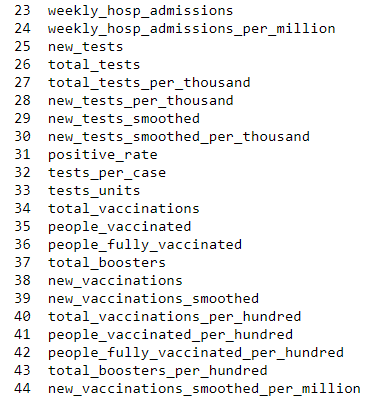 23 weekly_hosp_admissions
24 weekly_hosp_admissions_per_million
25 new_tests
26 total_tests
27 total_tests_per_thousand
28 new_tests_per_thousand
29 new_tests_smoothed
30 new_tests_smoothed_per_thousand
31 positive_rate
32 tests_per_case
33 tests_units
34 total_vaccinations
35 people_vaccinated
36 people_fully_vaccinated
37 total_boosters
38 new_vaccinations
39 new_vaccinations_smoothed
40 total_vaccinations_per_hundred
41 people_vaccinated_per_hundred
42 people_fully_vaccinated_per_hundred
43 total_boosters_per_hundred
44 new_vaccinations_smoothed_per_million